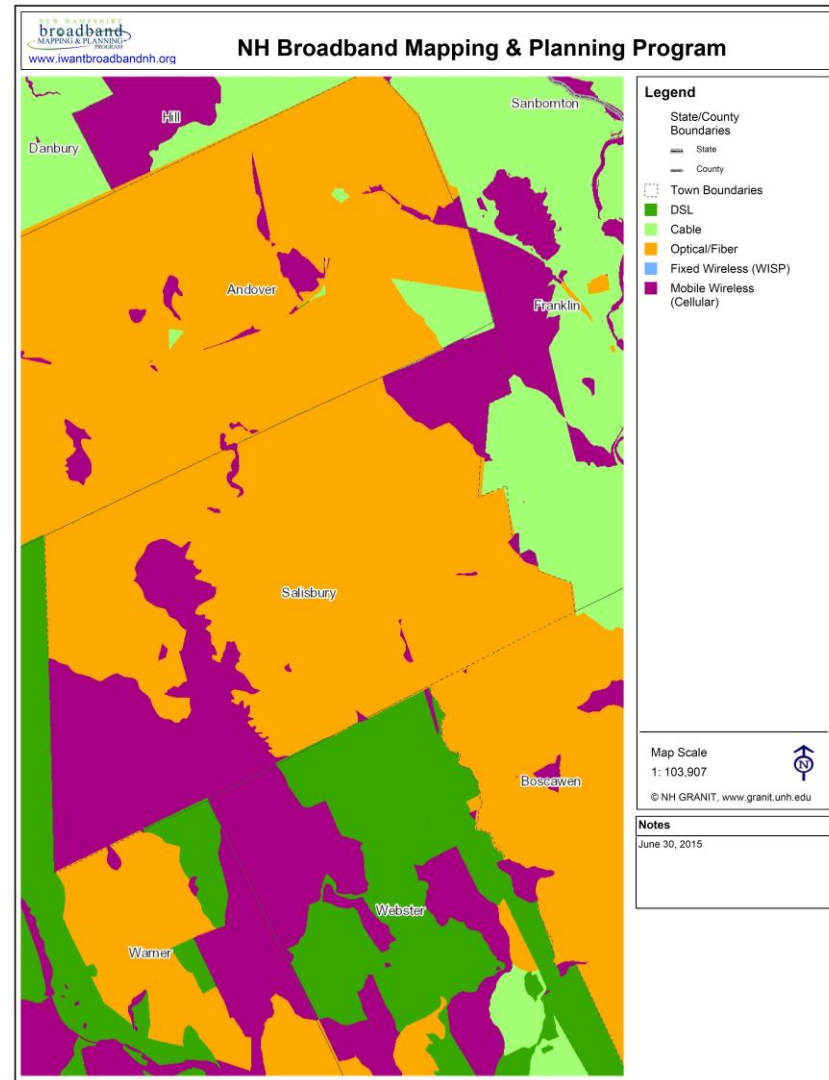 NEW HAMPSHIRE
broadband
MAPPING & PLANNING
PROGRAM
www.iwantbroadbandnh.org
NH Broadband Mapping & Planning Program
Hill
Sanbornton
Danbury
Andover
Franklin
Salisbury
Boscawen
Webster
Warner
Legend
State/County
Boundaries
State
County
Town Boundaries
DSL
Cable
Optical/Fiber
Fixed Wireless (WISP)
Mobile Wireless
(Cellular)
Map Scale
1: 103,907
N
© NH GRANIT, www.granit.unh.edu
Notes
June 30, 2015